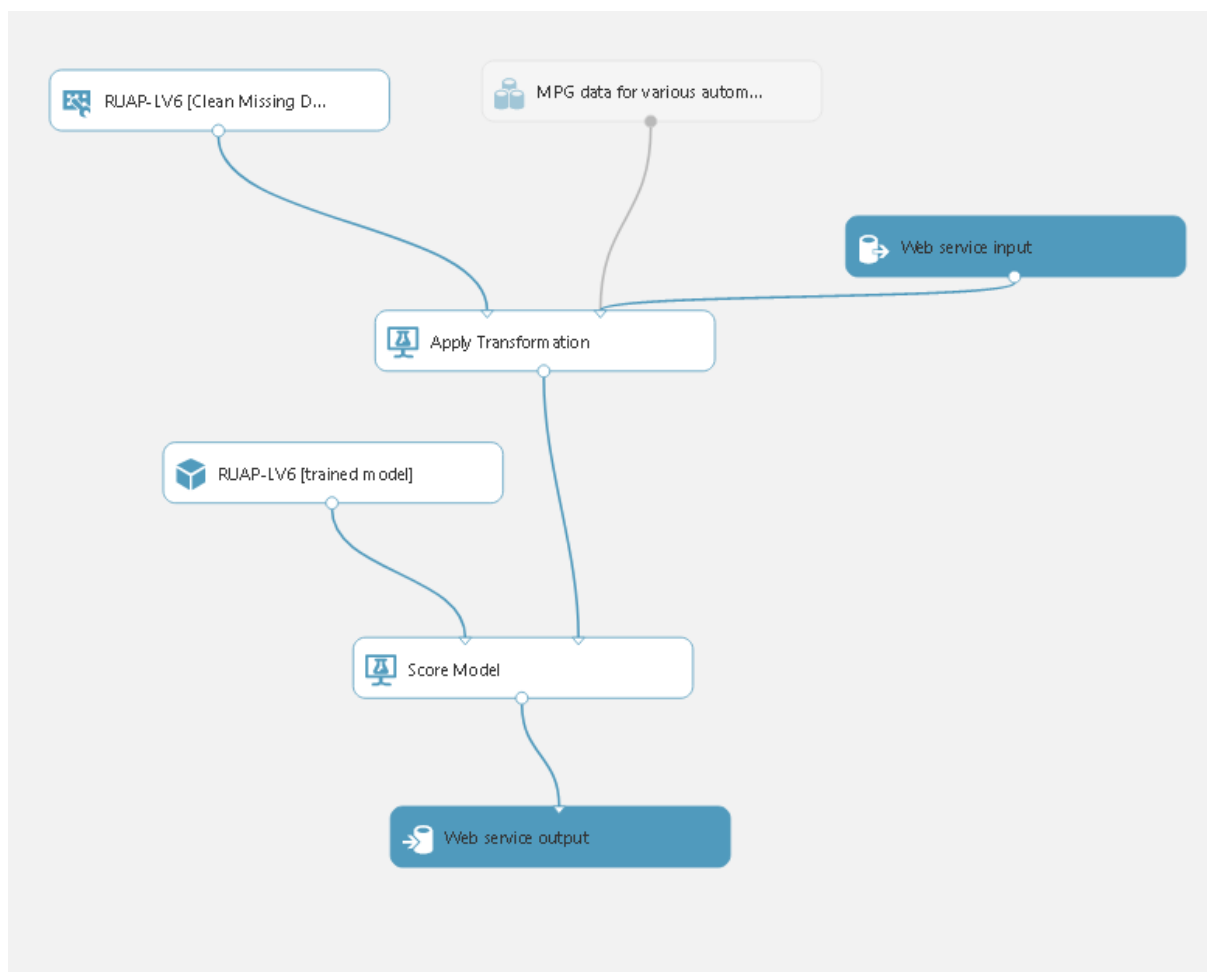 RUAP-LV6 [Clean Missing D...
MPG data for various autom...
Web service input
Apply Transformation
RUAP-LV6 [trained model]
Score Model
Web service output